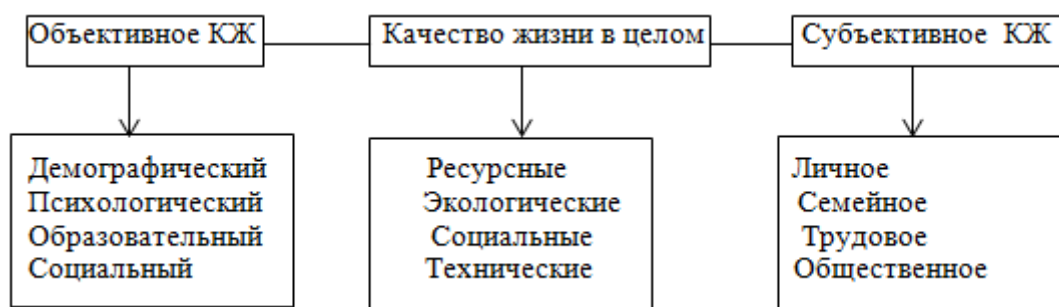 Объективное КЖ
Качество жизни в целом
Субъективное КЖ
Демографический
Психологический
Образовательный
Социальный
Ресурсные
Экологические
Социальные
Технические
Личное
Семейное
Трудовое
Общественное